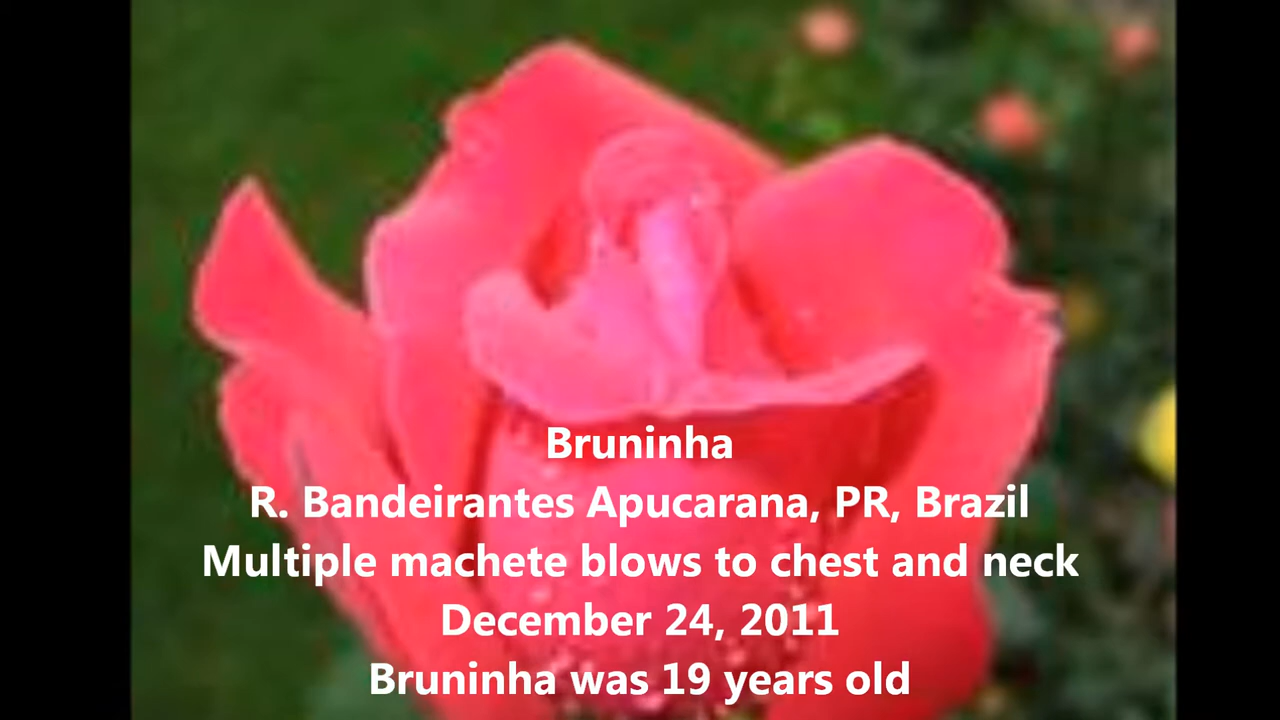 Bruninha
R. Bandeirantes Apucarana, PR, Brazil
Multiple machete blows to chest and neck
December 24, 2011
Bruninha was 19 years old